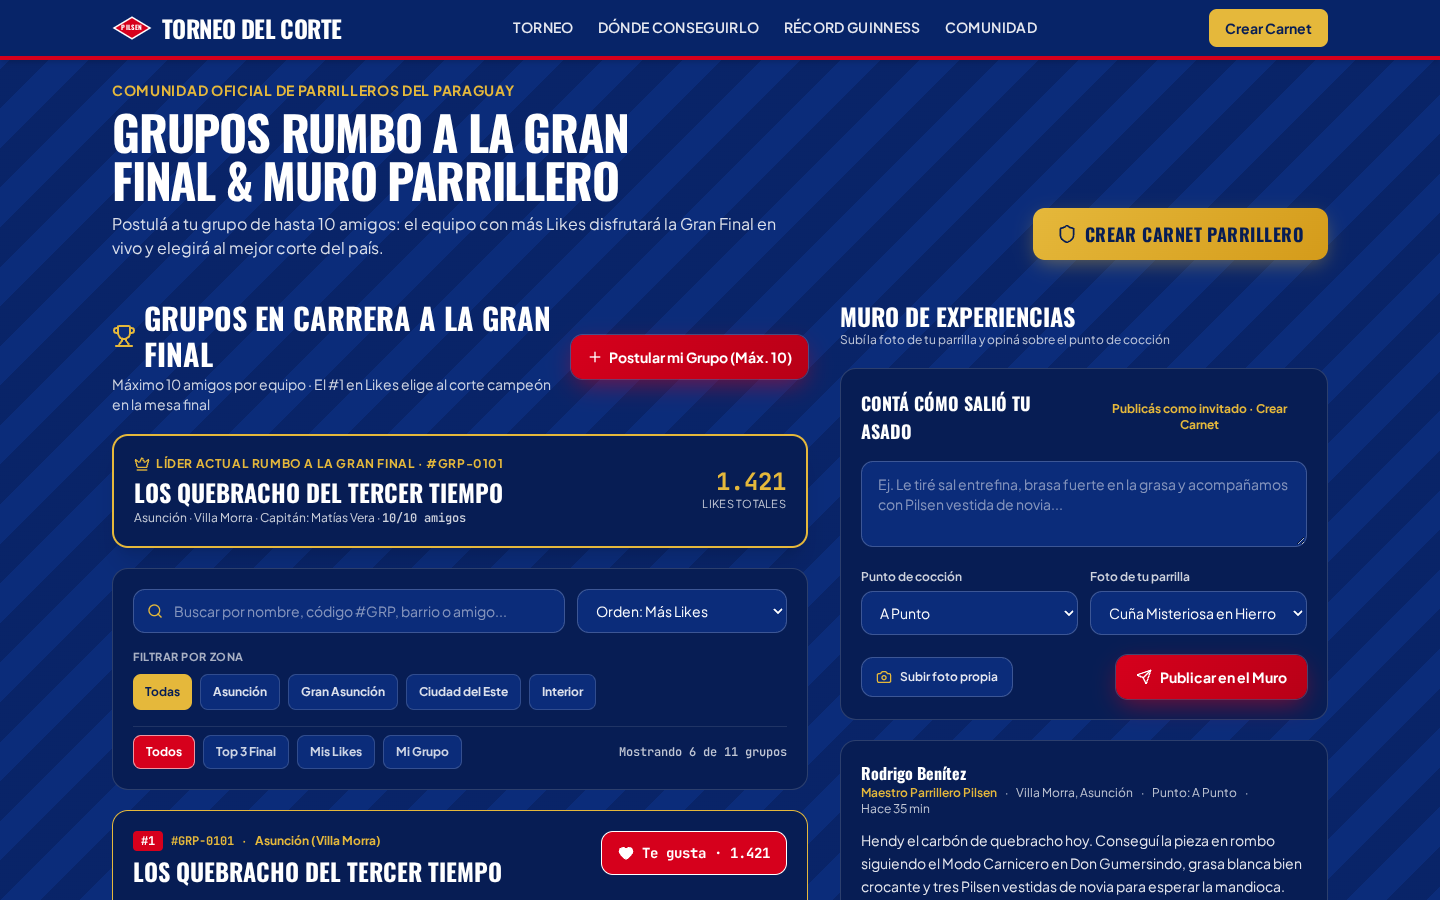 PILSEN
TORNEO DEL CORTE
TORNEO
DÓNDE CONSEGUIRLO
RÉCORD GUINNESS
COMUNIDAD
Crear Carnet
COMUNIDAD OFICIAL DE PARRILLEROS DEL PARAGUAY
GRUPOS RUMBO A LA GRAN
FINAL & MURO PARRILLERO
Postulá a tu grupo de hasta 10 amigos: el equipo con más Likes disfrutará la Gran Final en
vivo y elegirá al mejor corte del país.
CREAR CARNET PARRILLERO
GRUPOS EN CARRERA A LA GRAN
FINAL
Máximo 10 amigos por equipo · El #1 en Likes elige al corte campeón
en la mesa final
Postular mi Grupo (Máx. 10)
LÍDER ACTUAL RUMBO A LA GRAN FINAL · #GRP-0101
LOS QUEBRACHO DEL TERCER TIEMPO
Asunción · Villa Morra · Capitán: Matías Vera · 10/10 amigos
1.421
LIKES TOTALES
Buscar por nombre, código #GRP, barrio o amigo...
Orden: Más Likes
FILTRAR POR ZONA
Todas
Asunción
Gran Asunción
Ciudad del Este
Interior
Todos
Top 3 Final
Mis Likes
Mi Grupo
Mostrando 6 de 11 grupos
#1 #GRP-0101 · Asunción (Villa Morra)
LOS QUEBRACHO DEL TERCER TIEMPO
Te gusta · 1.421
MURO DE EXPERIENCIAS
Subí la foto de tu parrilla y opiná sobre el punto de cocción
CONTÁ CÓMO SALIÓ TU
ASADO
Publicás como invitado · Crear
Carnet
Ej. Le tiré sal entrefina, brasa fuerte en la grasa y acompañamos
con Pilsen vestida de novia...
Punto de cocción
Foto de tu parrilla
A Punto
Cuña Misteriosa en Hierro
Subir foto propia
Publicar en el Muro
Rodrigo Benítez
Maestro Parrillero Pilsen · Villa Morra, Asunción · Punto: A Punto ·
Hace 35 min
Hendy el carbón de quebracho hoy. Conseguí la pieza en rombo
siguiendo el Modo Carnicero en Don Gumersindo, grasa blanca bien
crocante y tres Pilsen vestidas de novia para esperar la mandioca.